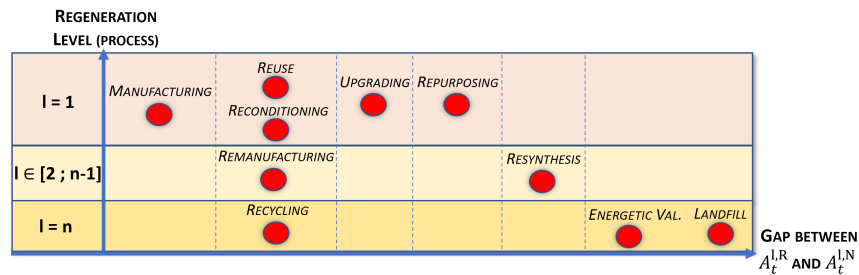 REGENERATION
LEVEL (PROCESS)
l = 1
MANUFACTURING
REUSE
RECONDITIONING
UPGRADING
REPURPOSING
l ∈ [2 ; n-1]
REMANUFACTURING
RESYNTHESIS
l = n
RECYCLING
ENERGETIC VAL.
LANDFILL
GAP BETWEEN
A_t^{l,R} AND A_t^{l,N}